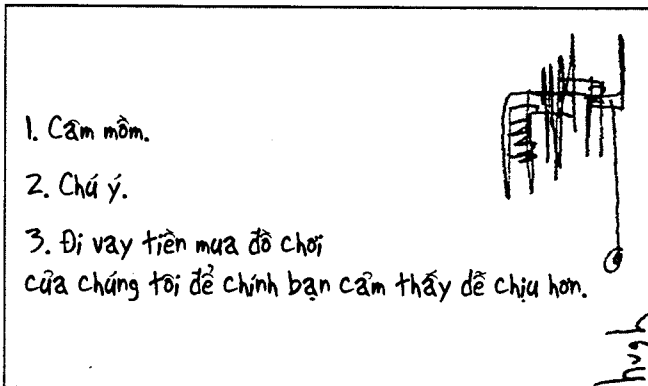 1. Câm mồm.
2. Chú ý.
3. Đi vay tiền mua đồ chơi
của chúng tôi để chính bạn cảm thấy dễ chịu hơn.
hugh